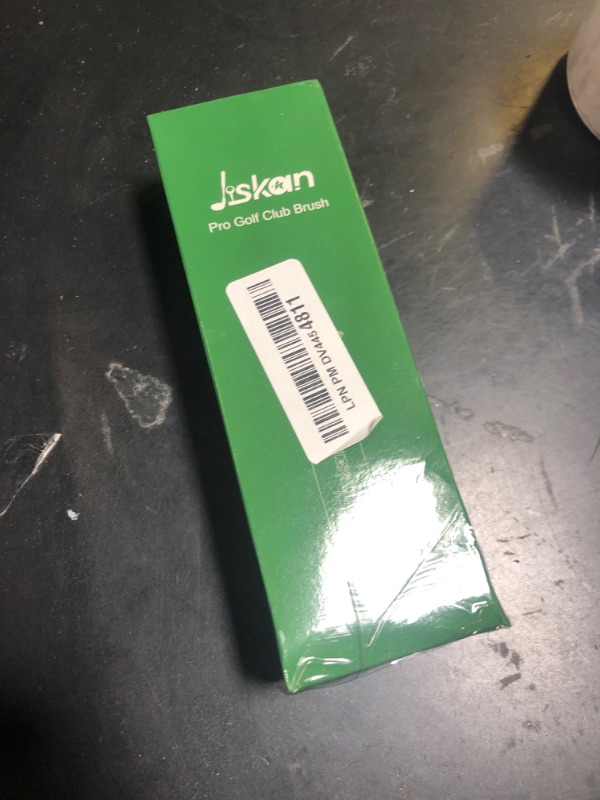 Jiskan
Pro Golf Club Brush
LPN PM DV4454811